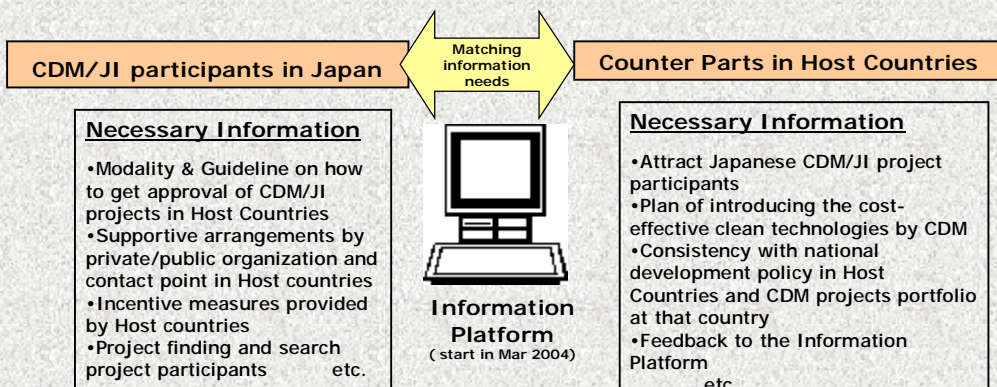 CDM/JI participants in Japan
Matching
information
needs
Counter Parts in Host Countries
Necessary Information
•Modality & Guideline on how
to get approval of CDM/JI
projects in Host Countries
•Supportive arrangements by
private/public organization and
contact point in Host countries
•Incentive measures provided
by Host countries
•Project finding and search
project participants etc.
Information
Platform
( start in Mar 2004)
Necessary Information
•Attract Japanese CDM/JI project
participants
•Plan of introducing the cost-
effective clean technologies by CDM
•Consistency with national
development policy in Host
Countries and CDM projects portfolio
at that country
•Feedback to the Information
Platform
etc